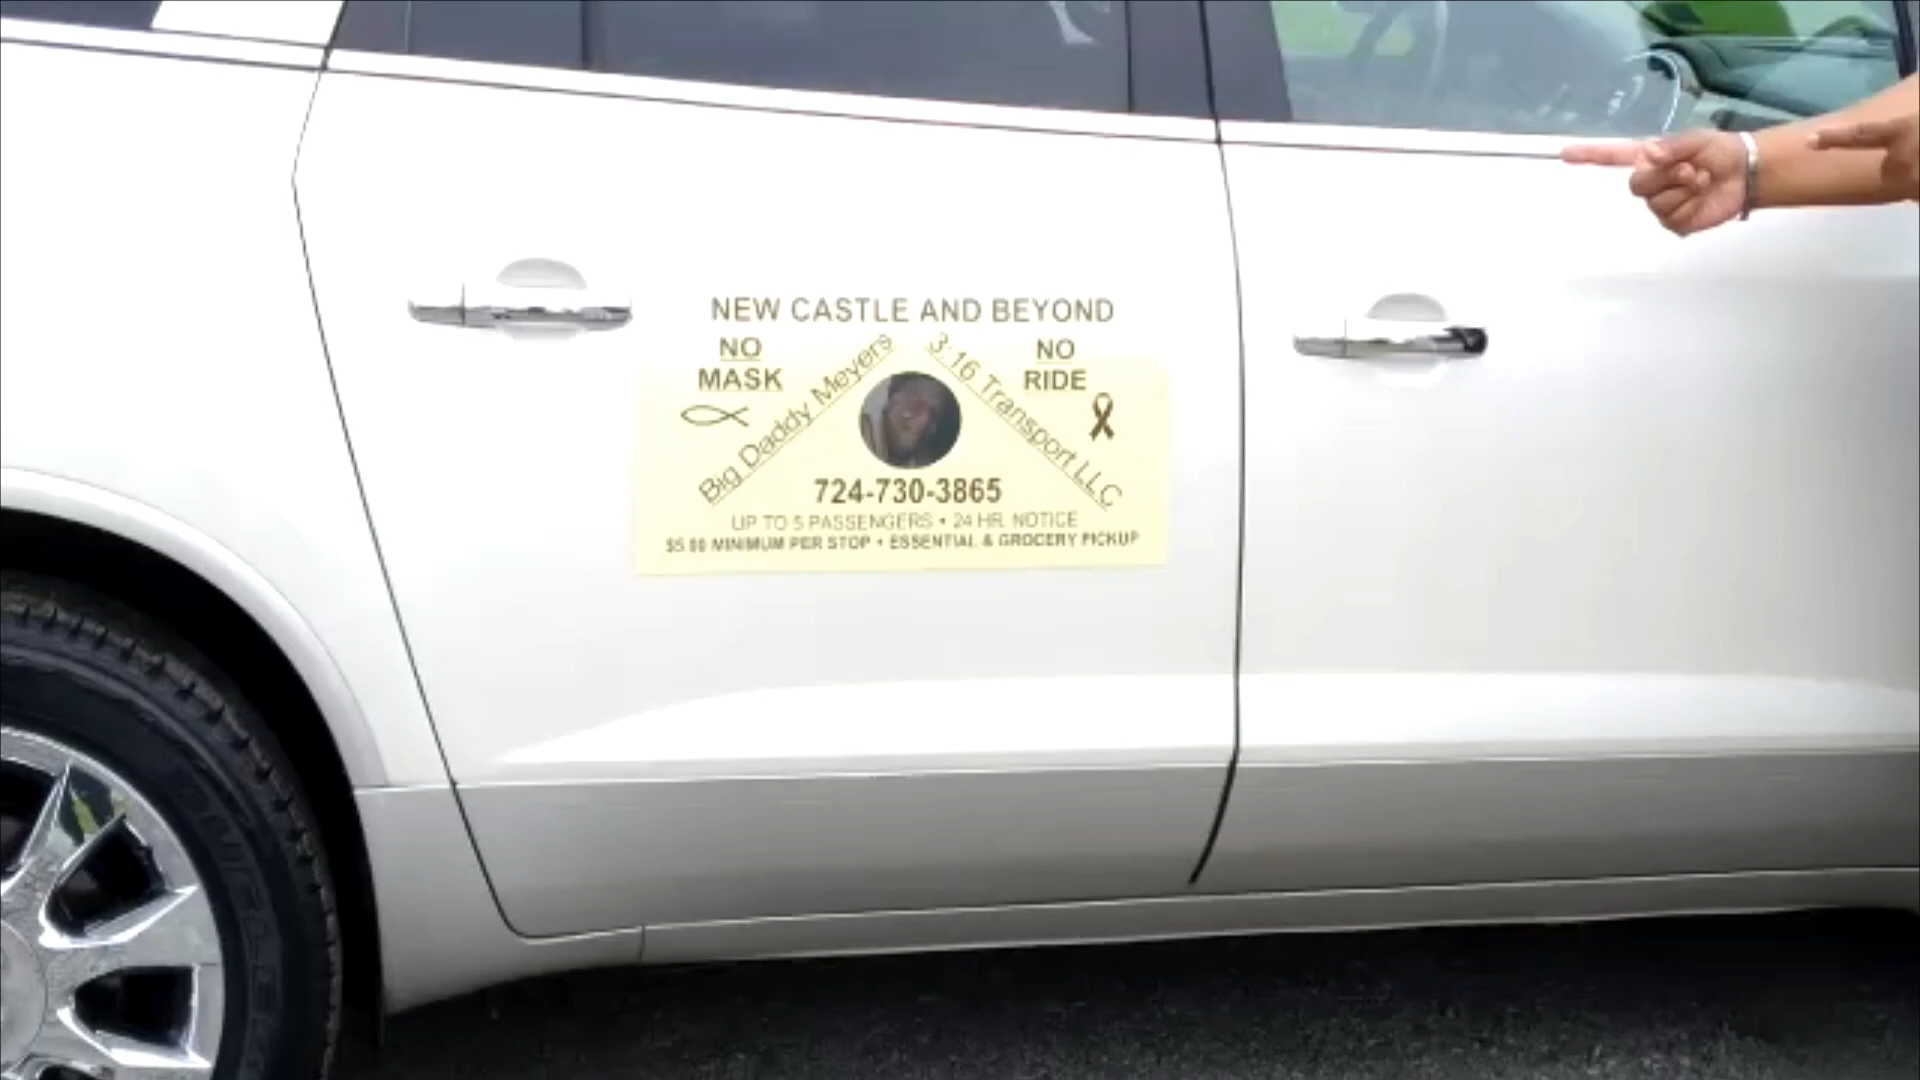 NEW CASTLE AND BEYOND
NO MASK
NO RIDE
Big Daddy Meyers
3:16 Transport LLC
724-730-3865
UP TO 5 PASSENGERS • 24 HR. NOTICE
$5.00 MINIMUM PER STOP • ESSENTIAL & GROCERY PICKUP